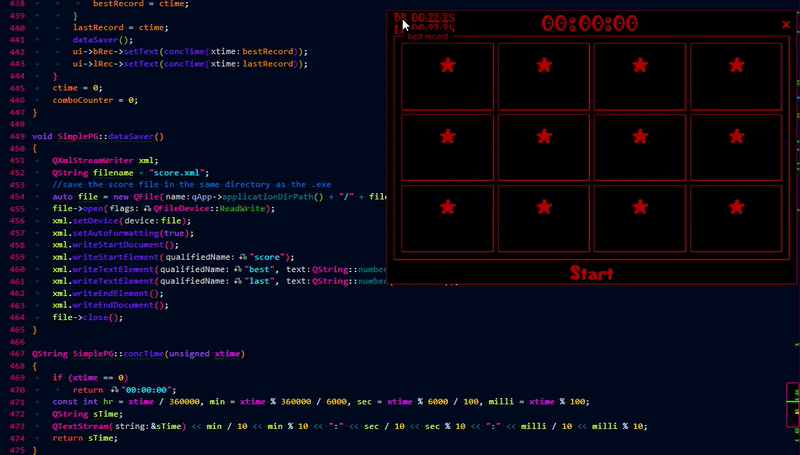 438 bestRecord = ctime;
439 }
440 lastRecord = ctime;
441 dataSaver();
442 ui->bRec->setText(concTime(xtime:bestRecord));
443 ui->lRec->setText(concTime(xtime:lastRecord));
444 }
445 ctime = 0;
446 comboCounter = 0;
447 }
448
449 void SimplePG::dataSaver()
450 {
451 QXmlStreamWriter xml;
452 QString filename = "score.xml";
453 //save the score file in the same directory as the .exe
454 auto file = new QFile(name:qApp->applicationDirPath() + "/" + file
455 file->open(flags:QFileDevice::ReadWrite);
456 xml.setDevice(device:file);
457 xml.setAutoFormatting(true);
458 xml.writeStartDocument();
459 xml.writeStartElement(qualifiedName:"score");
460 xml.writeTextElement(qualifiedName:"best", text:QString::number
461 xml.writeTextElement(qualifiedName:"last", text:QString::number
462 xml.writeEndElement();
463 xml.writeEndDocument();
464 file->close();
465 }
466
467 QString SimplePG::concTime(unsigned xtime)
468 {
469 if (xtime == 0)
470 return "00:00:00";
471 const int hr = xtime / 360000, min = xtime % 360000 / 6000, sec = xtime % 6000 / 100, milli = xtime % 100;
472 QString sTime;
473 QTextStream(string:&sTime) << min / 10 << min % 10 << ":" << sec / 10 << sec % 10 << ":" << milli / 10 << milli % 10;
474 return sTime;
475 }
00:22:25
00:00:00
x
best record
Start